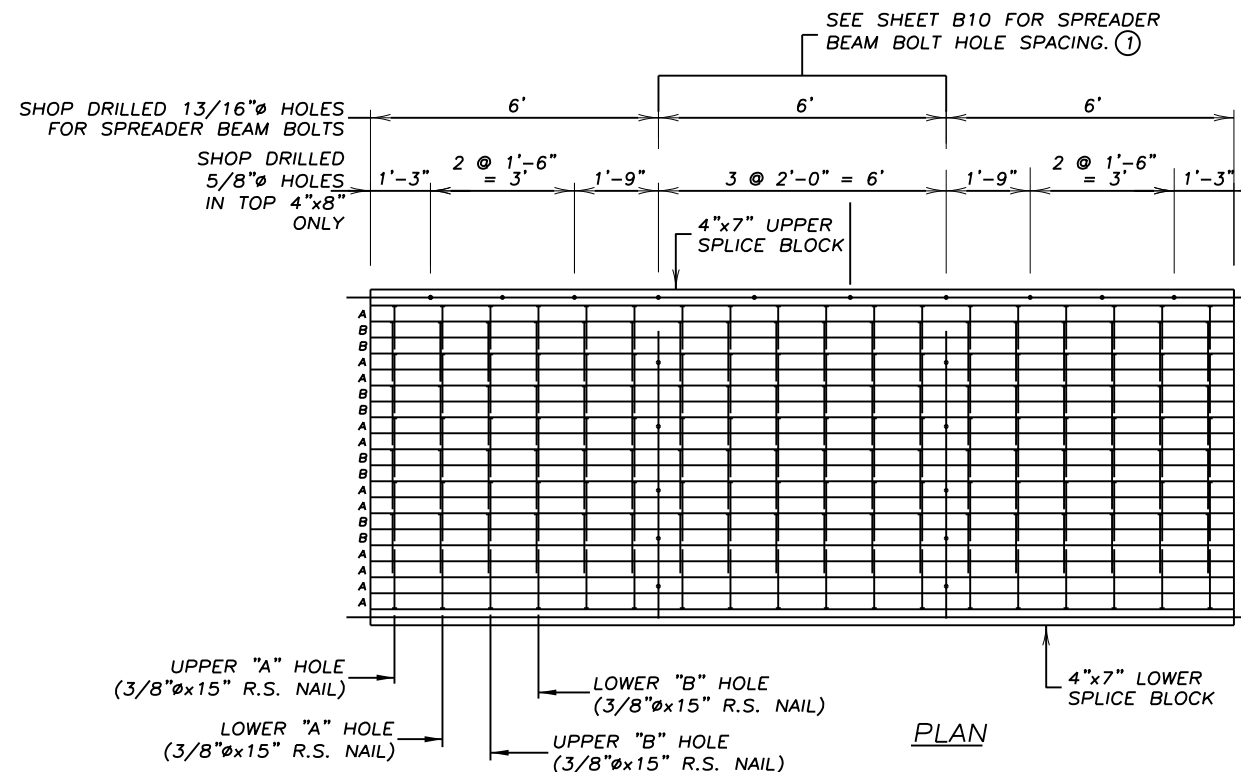 SEE SHEET B10 FOR SPREADER
BEAM BOLT HOLE SPACING. ①
SHOP DRILLED 13/16"ø HOLES
FOR SPREADER BEAM BOLTS
6'
6'
6'
SHOP DRILLED
5/8"ø HOLES
IN TOP 4"x8"
ONLY
1'-3"
2 @ 1'-6"
= 3'
1'-9"
3 @ 2'-0" = 6'
1'-9"
2 @ 1'-6"
= 3'
1'-3"
4"x7" UPPER
SPLICE BLOCK
A
B
B
A
A
B
B
A
A
B
B
A
A
B
B
A
A
A
A
UPPER "A" HOLE
(3/8"øx15" R.S. NAIL)
LOWER "A" HOLE
(3/8"øx15" R.S. NAIL)
LOWER "B" HOLE
(3/8"øx15" R.S. NAIL)
UPPER "B" HOLE
(3/8"øx15" R.S. NAIL)
4"x7" LOWER
SPLICE BLOCK
PLAN